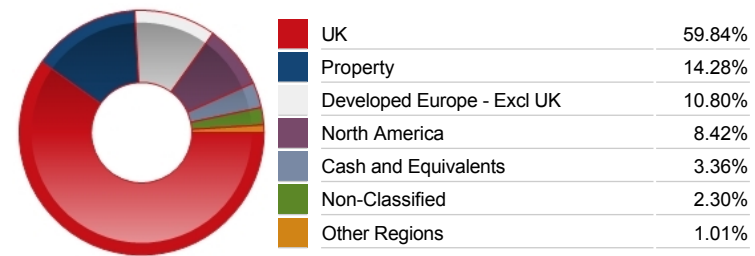 UK 59.84%
Property 14.28%
Developed Europe - Excl UK 10.80%
North America 8.42%
Cash and Equivalents 3.36%
Non-Classified 2.30%
Other Regions 1.01%